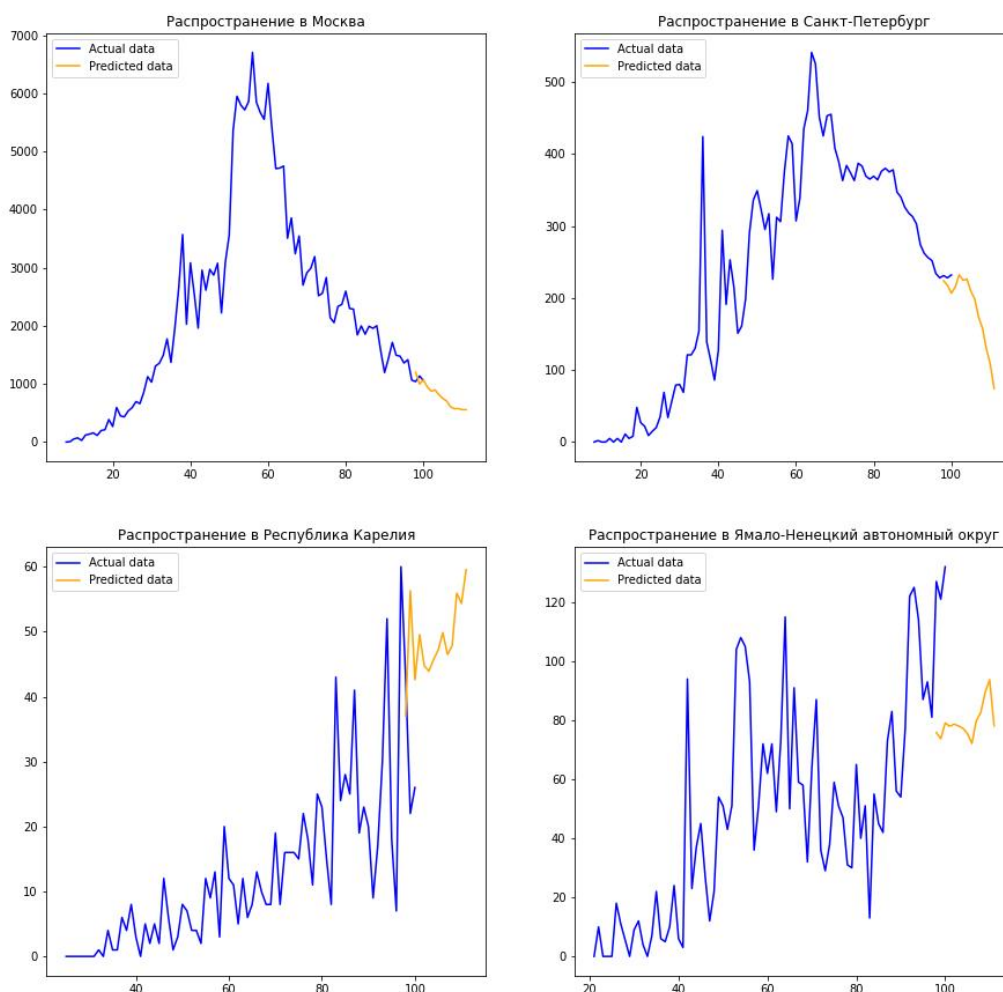 Распространение в Москва
Actual data
Predicted data
7000
6000
5000
4000
3000
2000
1000
0
20 40 60 80 100
Распространение в Санкт-Петербург
Actual data
Predicted data
500
400
300
200
100
0
20 40 60 80 100
Распространение в Республика Карелия
Actual data
Predicted data
60
50
40
30
20
10
0
40 60 80 100
Распространение в Ямало-Ненецкий автономный округ
Actual data
Predicted data
120
100
80
60
40
20
0
20 40 60 80 100